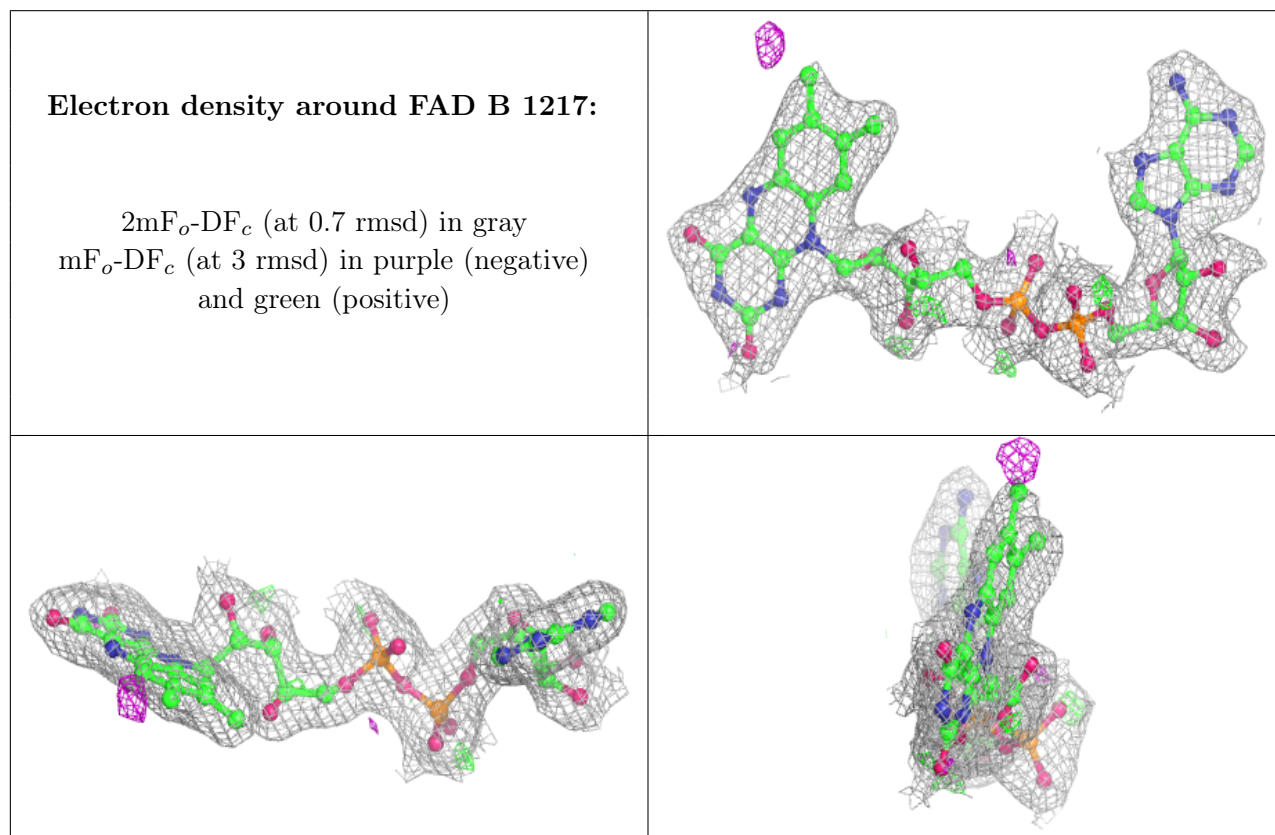 Electron density around FAD B 1217:
2mFo-DFc (at 0.7 rmsd) in gray
mFo-DFc (at 3 rmsd) in purple (negative)
and green (positive)